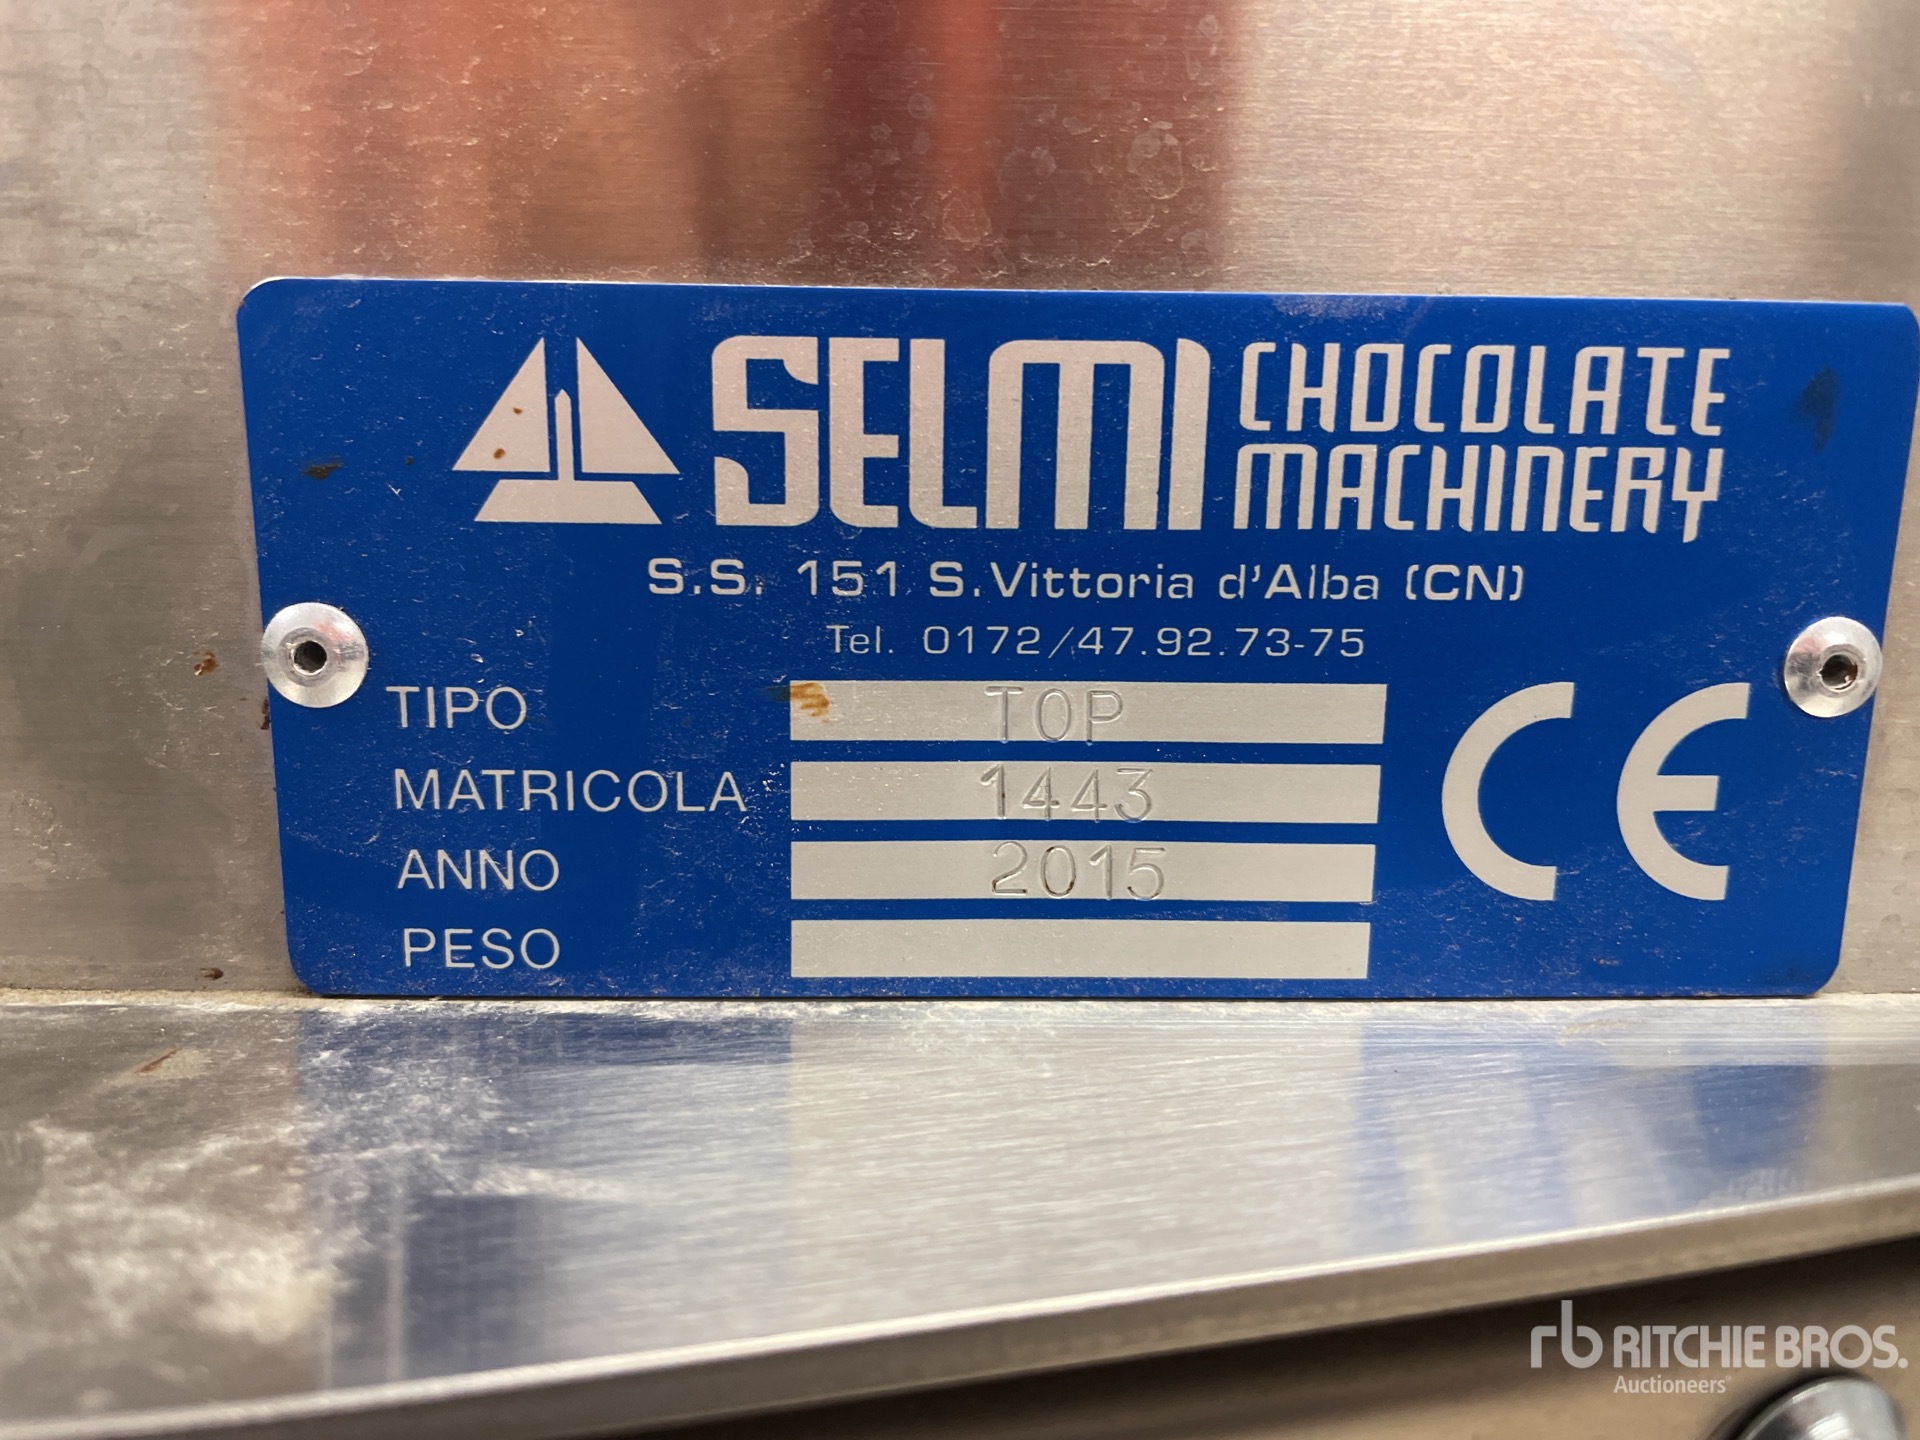 SELMI CHOCOLATE
MACHINERY
S.S. 151 S.Vittoria d'Alba (CN)
Tel. 0172/47.92.73-75
TIPO TOP
MATRICOLA 1443
ANNO 2015
PESO
CE
rb RITCHIE BROS.
Auctioneers